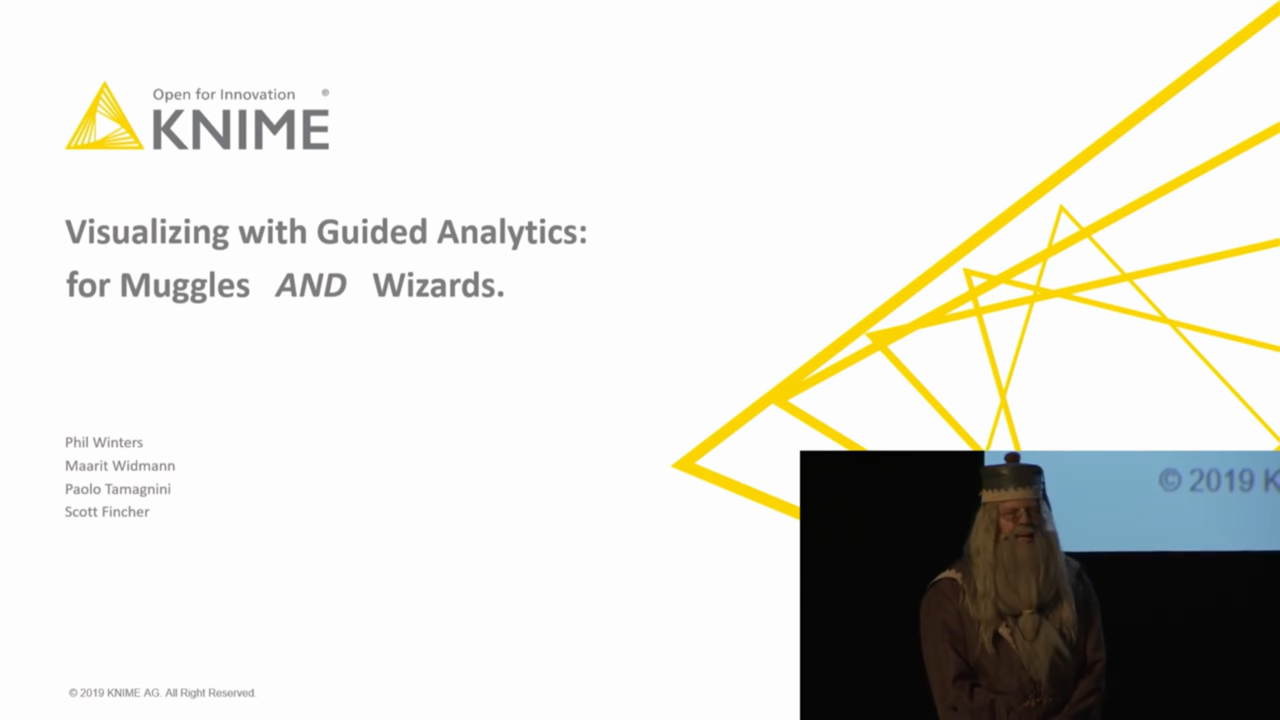 Open for Innovation ®
KNIME
Visualizing with Guided Analytics:
for Muggles AND Wizards.
Phil Winters
Maarit Widmann
Paolo Tamagnini
Scott Fincher
© 2019 K
© 2019 KNIME AG. All Right Reserved.